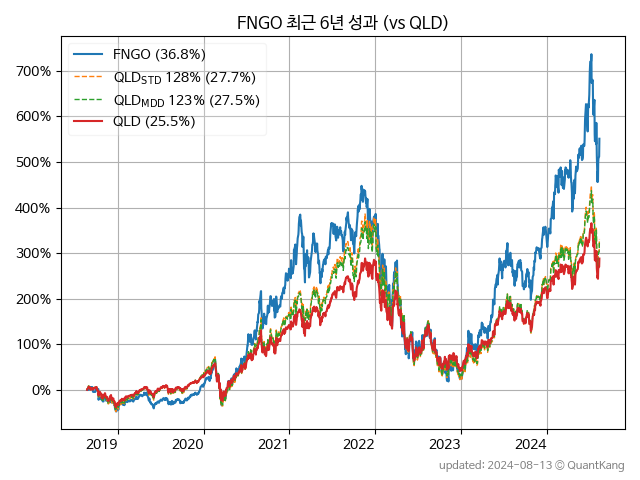 FNGO 최근 6년 성과 (vs QLD)
FNGO (36.8%)
QLD_STD 128% (27.7%)
QLD_MDD 123% (27.5%)
QLD (25.5%)
700%
600%
500%
400%
300%
200%
100%
0%
2019 2020 2021 2022 2023 2024
updated: 2024-08-13 © QuantKang